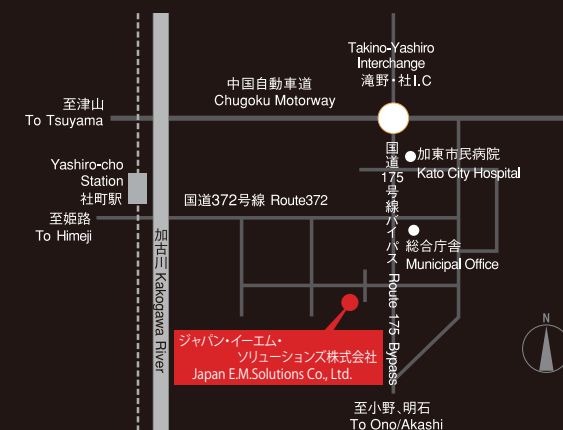 Takino-Yashiro
Interchange
滝野・社I.C
中国自動車道
Chugoku Motorway
至津山
To Tsuyama
国道175号線バイパス Route 175 Bypass
加東市民病院
Kato City Hospital
Yashiro-cho
Station
社町駅
国道372号線 Route372
至姫路
To Himeji
加古川 Kakogawa River
総合庁舎
Municipal Office
ジャパン・イーエム・
ソリューションズ株式会社
Japan E.M.Solutions Co., Ltd.
N
至小野、明石
To Ono/Akashi